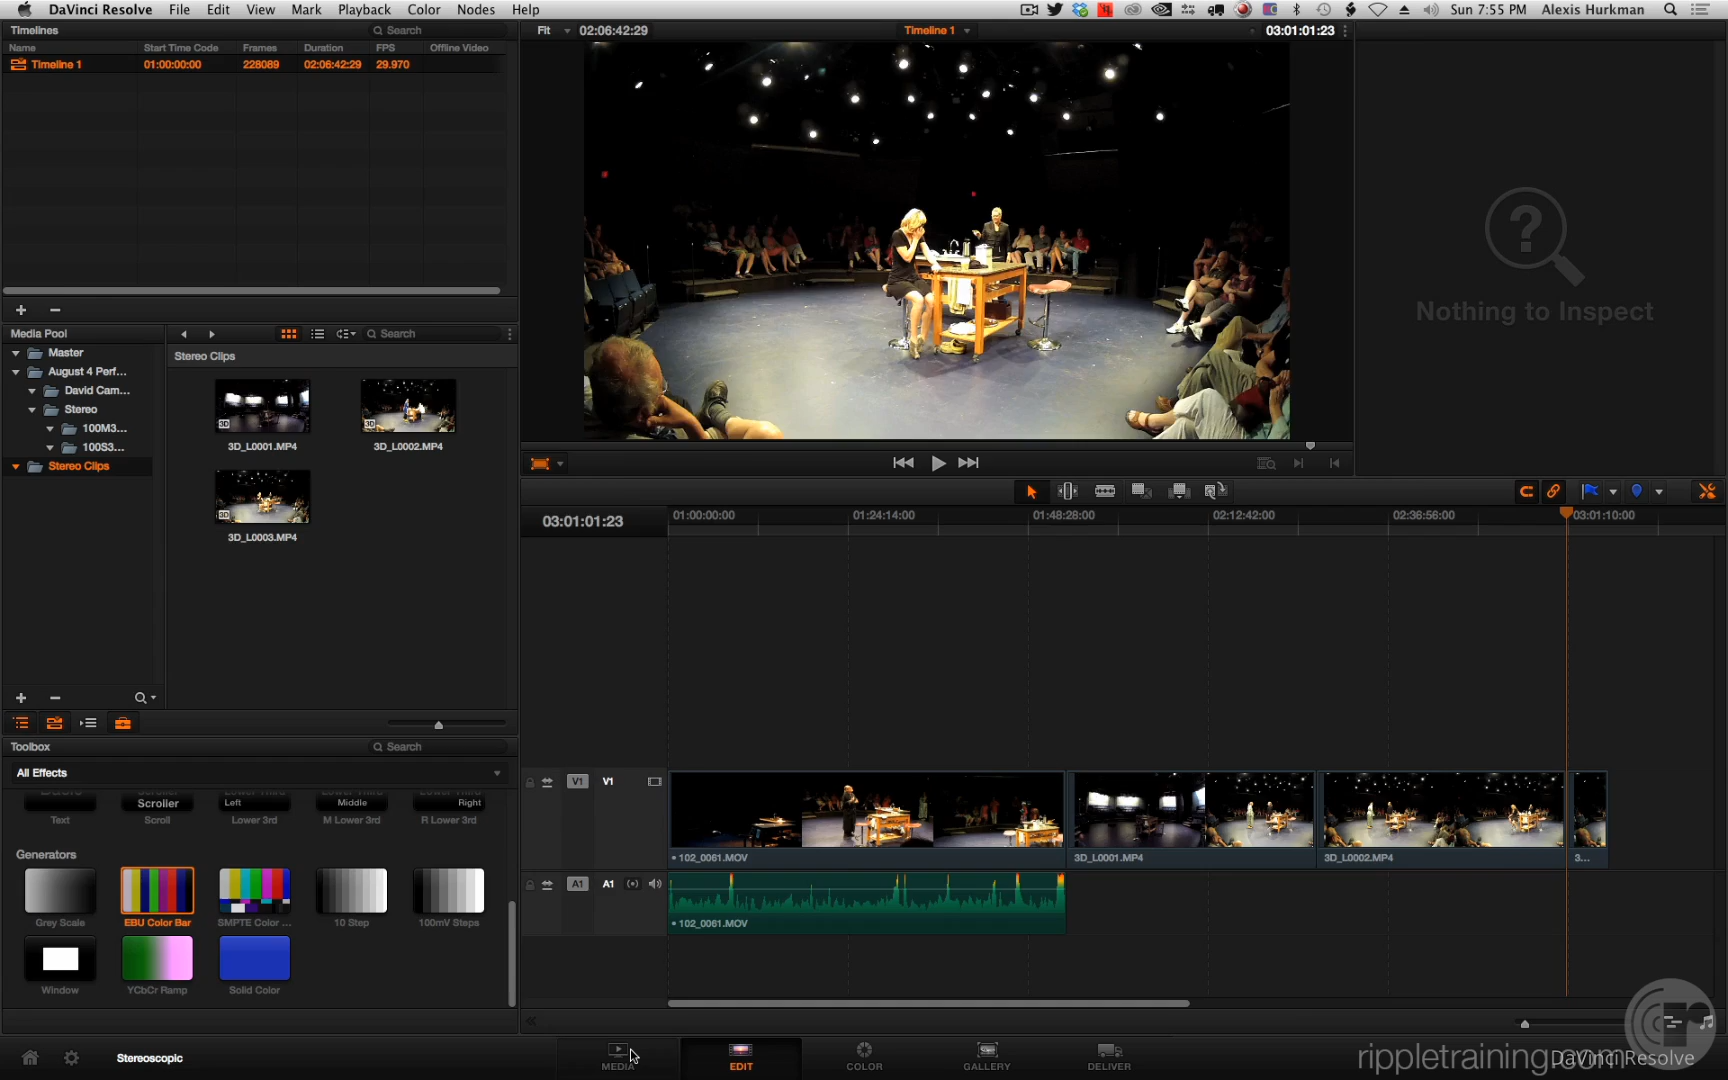 DaVinci Resolve File Edit View Mark Playback Color Nodes Help Sun 7:55 PM Alexis Hurkman
Timelines Search
Name Start Time Code Frames Duration FPS Offline Video
Timeline 1 01:00:00:00 228089 02:06:42:29 29.970
Fit 02:06:42:29 Timeline 1 03:01:01:23
Nothing to Inspect
Media Pool Search
Master
August 4 Perf...
David Cam...
Stereo
100M3...
100S3...
Stereo Clips
Stereo Clips
3D 3D
3D_L0001.MP4 3D_L0002.MP4
3D
3D_L0003.MP4
03:01:01:23 01:00:00:00 01:24:14:00 01:48:28:00 02:12:42:00 02:36:56:00 03:01:10:00
Toolbox Search
All Effects
Scroller Left Middle Right
Text Scroll Lower 3rd M Lower 3rd R Lower 3rd
Generators
Grey Scale EBU Color Bar SMPTE Color ... 10 Step 100mV Steps
Window YCbCr Ramp Solid Color
V1 V1
102_0061.MOV 3D_L0001.MP4 3D_L0002.MP4 3...
A1 A1
102_0061.MOV
Stereoscopic
MEDIA EDIT COLOR GALLERY DELIVER
rippletraining.com
DaVinci Resolve